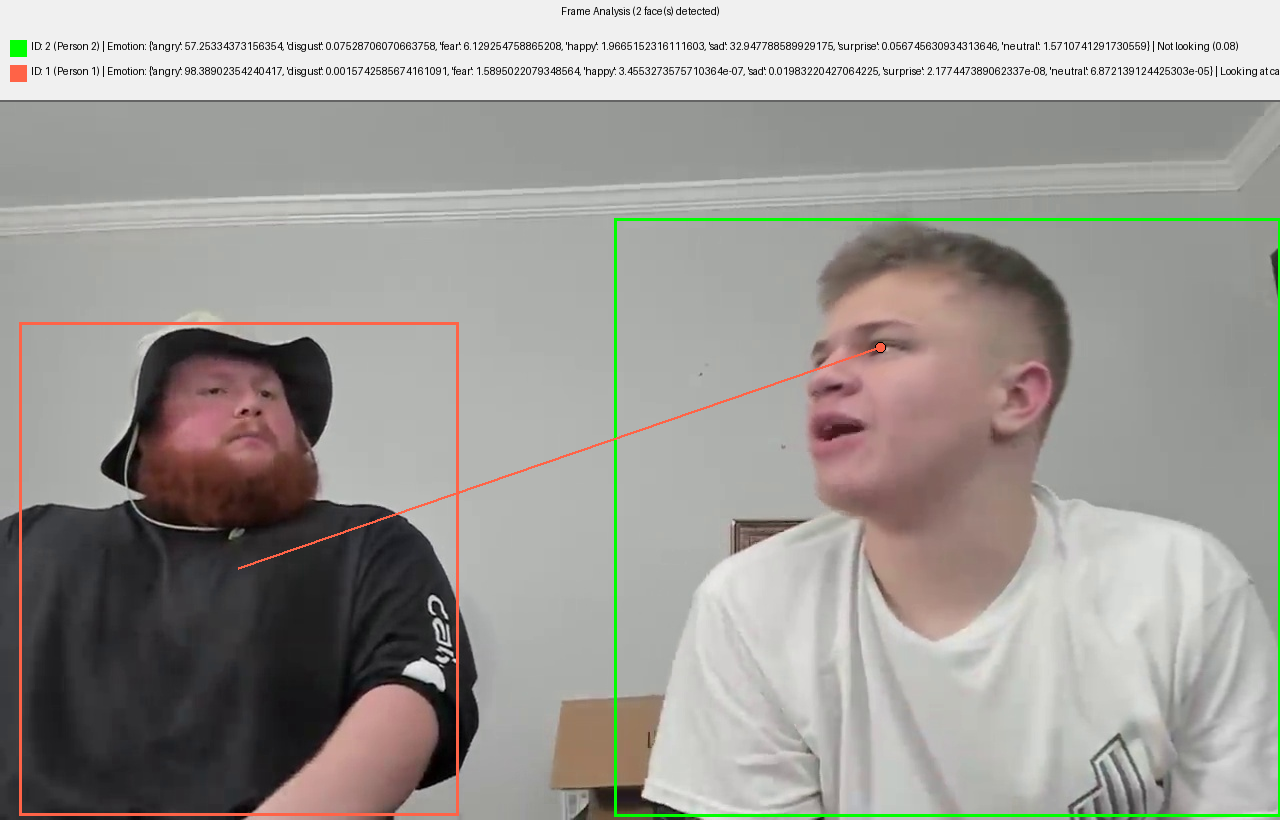 Frame Analysis (2 face(s) detected)
ID: 2 (Person 2) | Emotion: {'angry': 57.25334373156354, 'disgust': 0.07528706070663758, 'fear': 6.129254758865208, 'happy': 1.9665152316111603, 'sad': 32.947788589929175, 'surprise': 0.056745630934313646, 'neutral': 1.5710741291730559} | Not looking (0.08)
ID: 1 (Person 1) | Emotion: {'angry': 98.38902354240417, 'disgust': 0.0015742585674161091, 'fear': 1.5895022079348564, 'happy': 3.4553273575710364e-07, 'sad': 0.01983220427064225, 'surprise': 2.177447389062337e-08, 'neutral': 6.872139124425303e-05} | Looking at ca